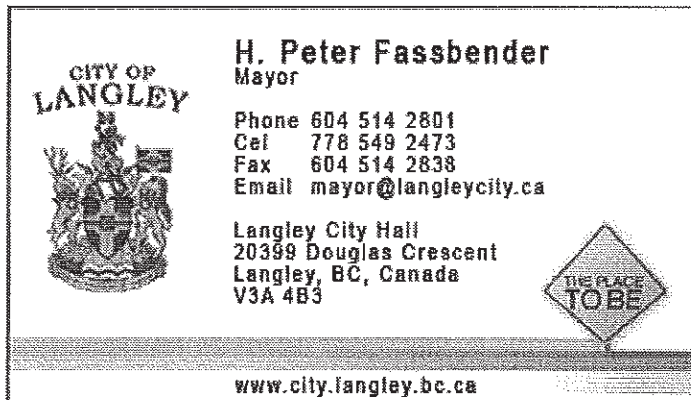 CITY OF
LANGLEY
H. Peter Fassbender
Mayor
Phone 604 514 2801
Cel 778 549 2473
Fax 604 514 2838
Email mayor@langleycity.ca
Langley City Hall
20399 Douglas Crescent
Langley, BC, Canada
V3A 4B3
THE PLACE
TO BE
www.city.langley.bc.ca